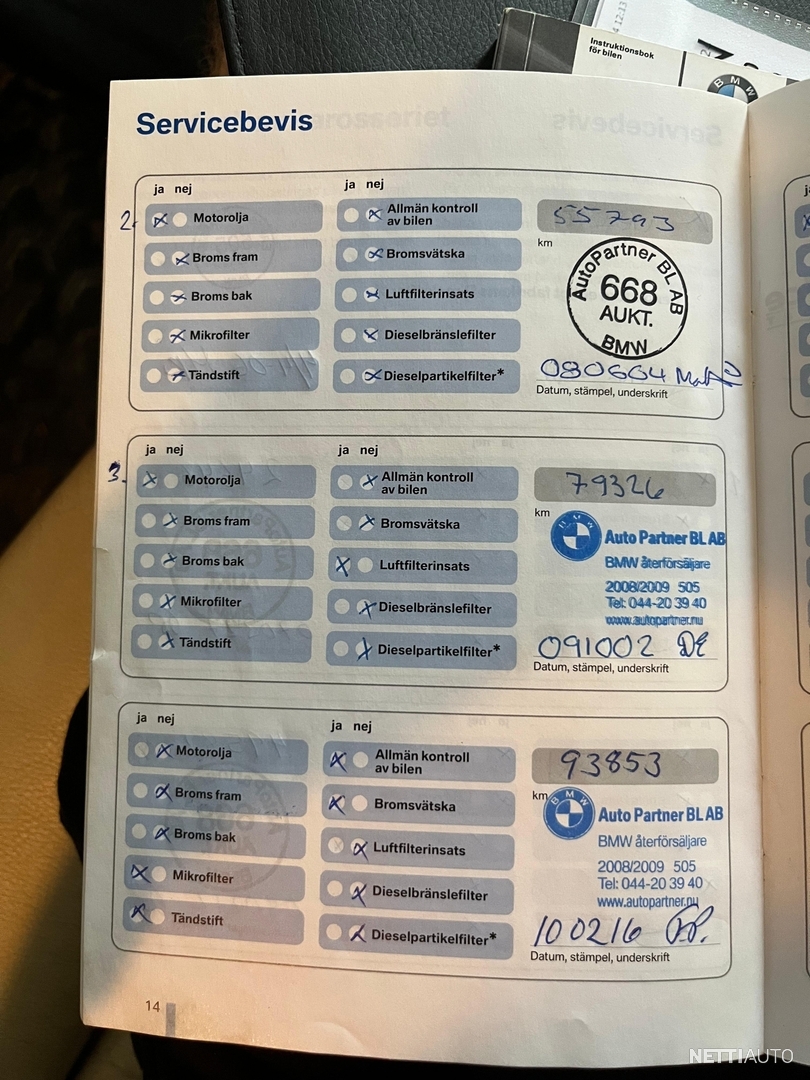 Instruktionsbok
för bilen
BMW
Servicebevis
ja nej
ja nej
2.
Motorolja
Broms fram
Broms bak
Mikrofilter
Tändstift
Allmän kontroll
av bilen
Bromsvätska
Luftfilterinsats
Dieselbränslefilter
Dieselpartikelfilter*
55793
km
AutoPartner BL AB
668
AUKT.
BMW
080604
Datum, stämpel, underskrift
ja nej
ja nej
3.
Motorolja
Broms fram
Broms bak
Mikrofilter
Tändstift
Allmän kontroll
av bilen
Bromsvätska
Luftfilterinsats
Dieselbränslefilter
Dieselpartikelfilter*
79326
km
BMW
Auto Partner BL AB
BMW återförsäljare
2008/2009 505
Tel: 044-20 39 40
www.autopartner.nu
091002 DE
Datum, stämpel, underskrift
ja nej
ja nej
Motorolja
Broms fram
Broms bak
Mikrofilter
Tändstift
Allmän kontroll
av bilen
Bromsvätska
Luftfilterinsats
Dieselbränslefilter
Dieselpartikelfilter*
93853
km
BMW
Auto Partner BL AB
BMW återförsäljare
2008/2009 505
Tel: 044-20 39 40
www.autopartner.nu
100216
Datum, stämpel, underskrift
14
NETTIAUTO